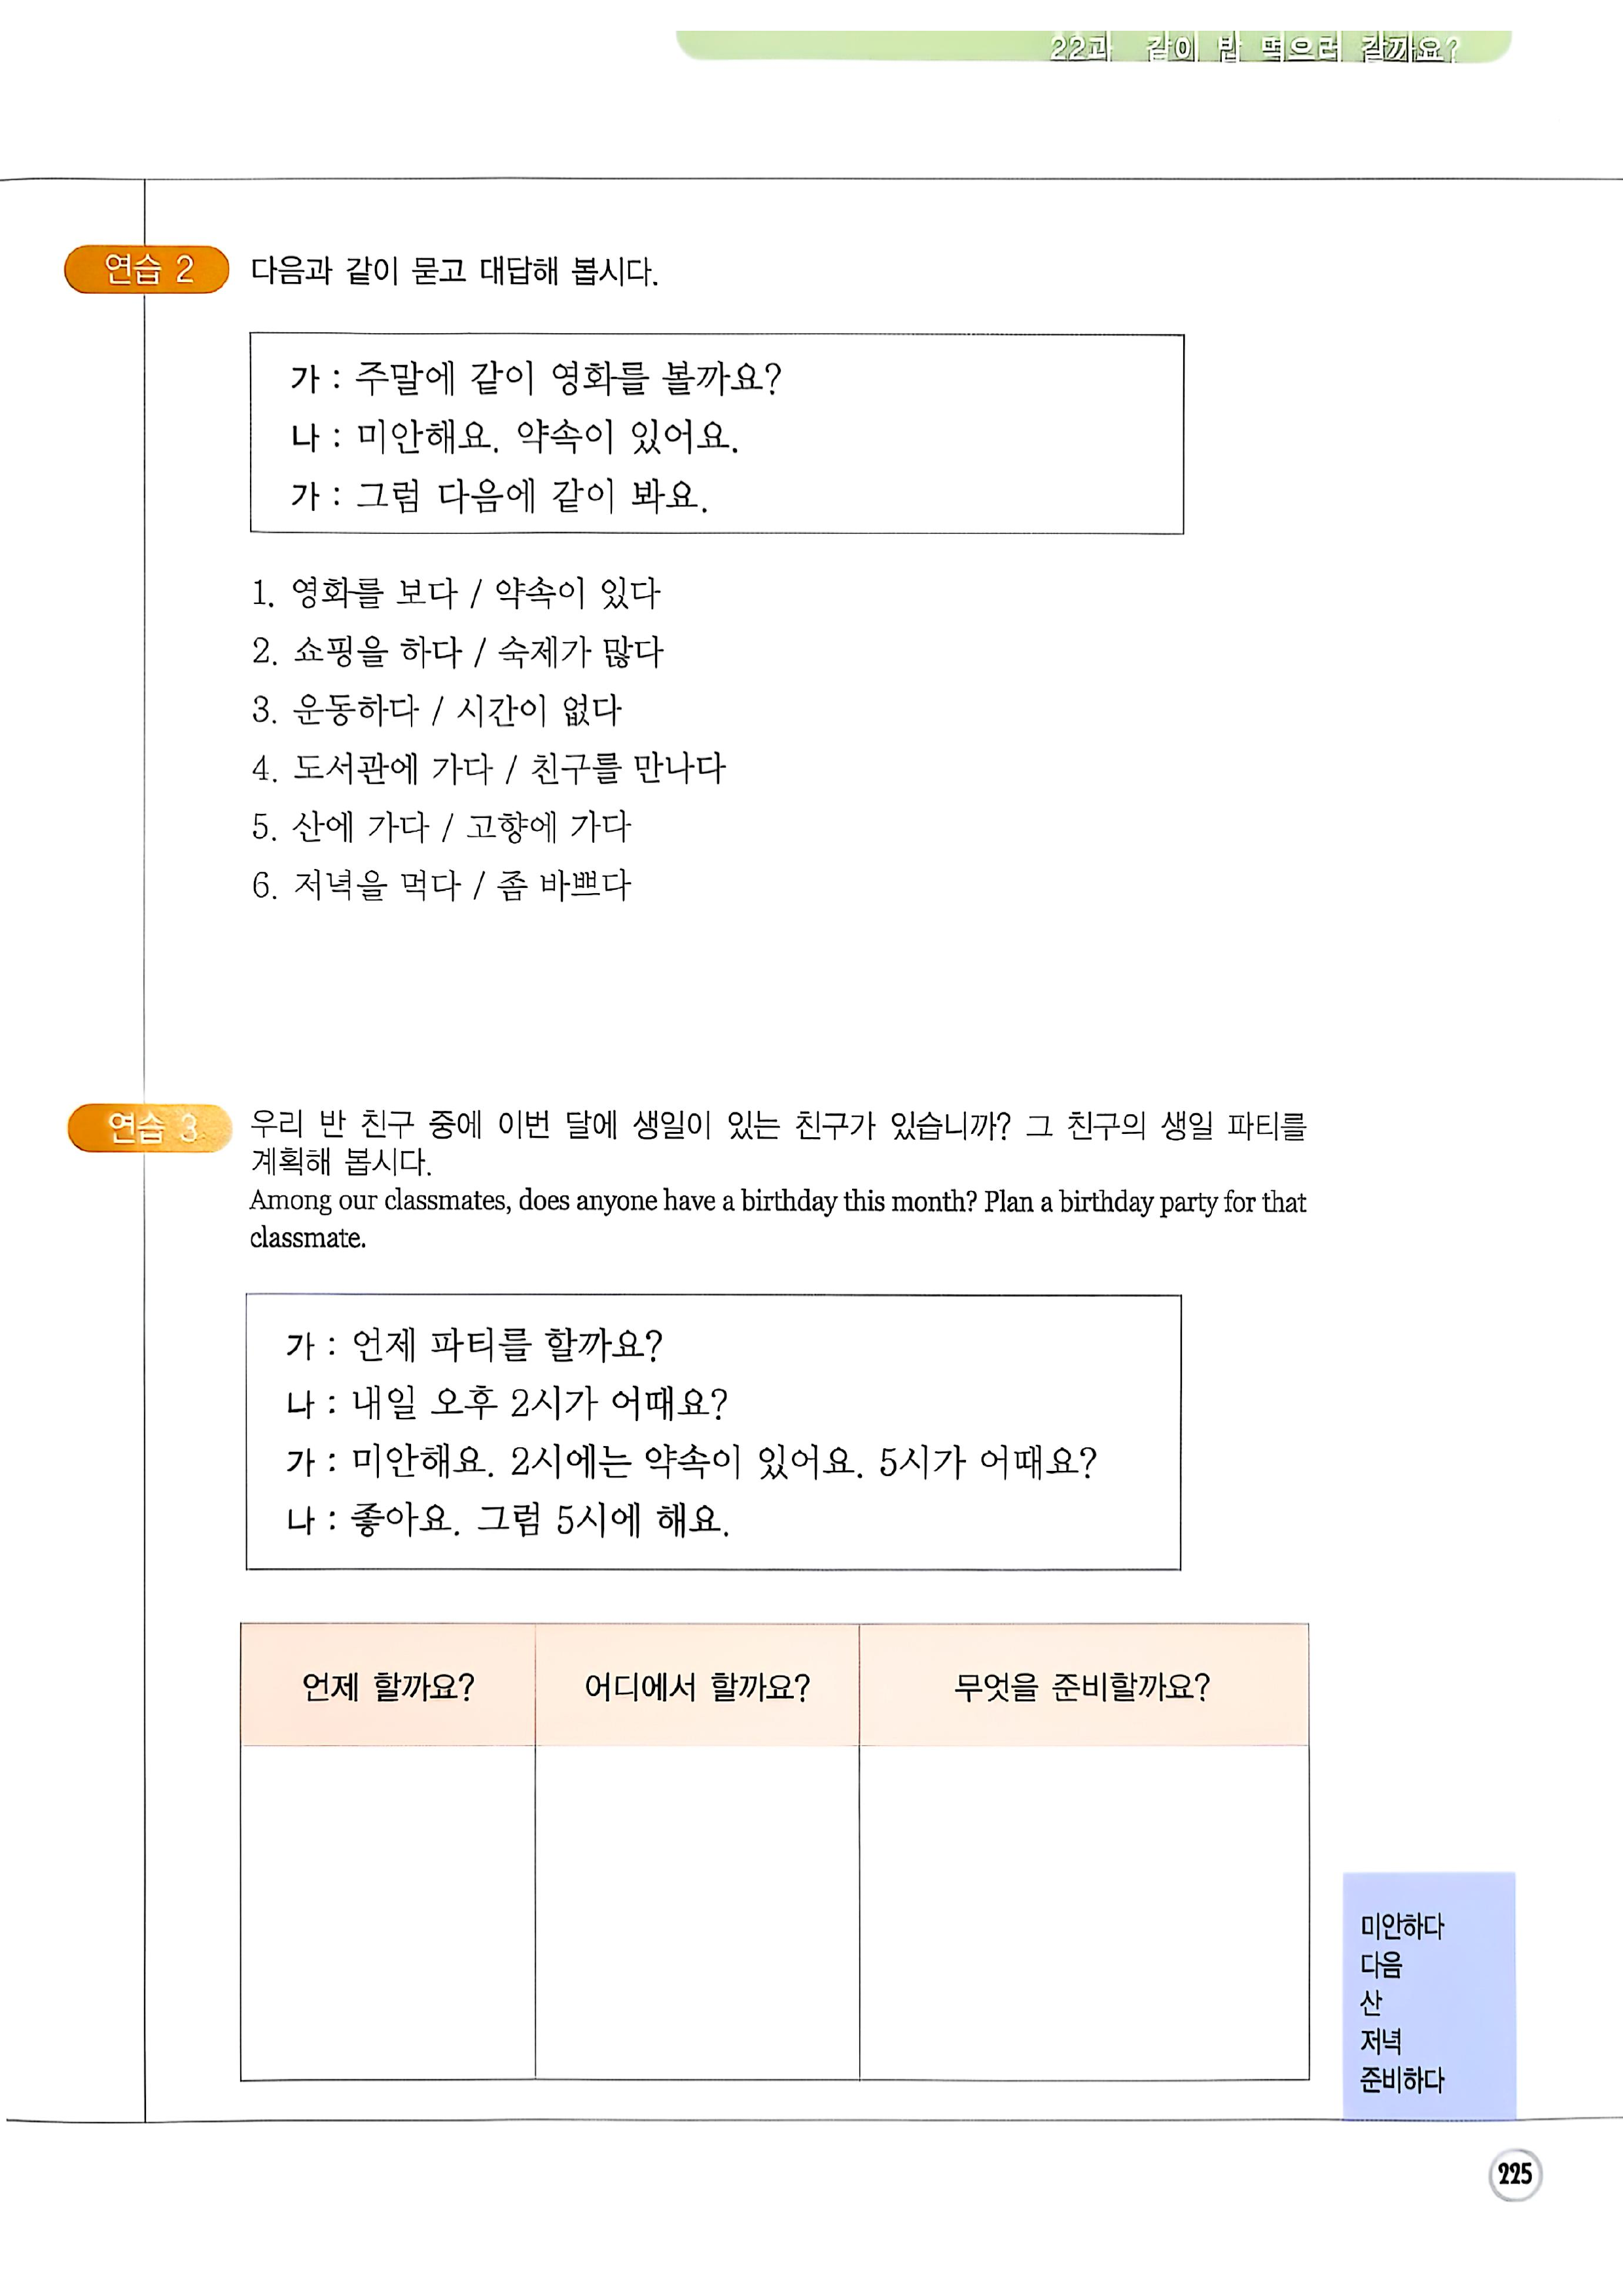 22과 같이 밥 먹으러 갈까요?
연습 2 다음과 같이 묻고 대답해 봅시다.
가 : 주말에 같이 영화를 볼까요?
나 : 미안해요. 약속이 있어요.
가 : 그럼 다음에 같이 봐요.
1. 영화를 보다 / 약속이 있다
2. 쇼핑을 하다 / 숙제가 많다
3. 운동하다 / 시간이 없다
4. 도서관에 가다 / 친구를 만나다
5. 산에 가다 / 고향에 가다
6. 저녁을 먹다 / 좀 바쁘다
연습 3 우리 반 친구 중에 이번 달에 생일이 있는 친구가 있습니까? 그 친구의 생일 파티를
계획해 봅시다.
Among our classmates, does anyone have a birthday this month? Plan a birthday party for that
classmate.
가 : 언제 파티를 할까요?
나 : 내일 오후 2시가 어때요?
가 : 미안해요. 2시에는 약속이 있어요. 5시가 어때요?
나 : 좋아요. 그럼 5시에 해요.
언제 할까요? 어디에서 할까요? 무엇을 준비할까요?
미안하다
다음
산
저녁
준비하다
225